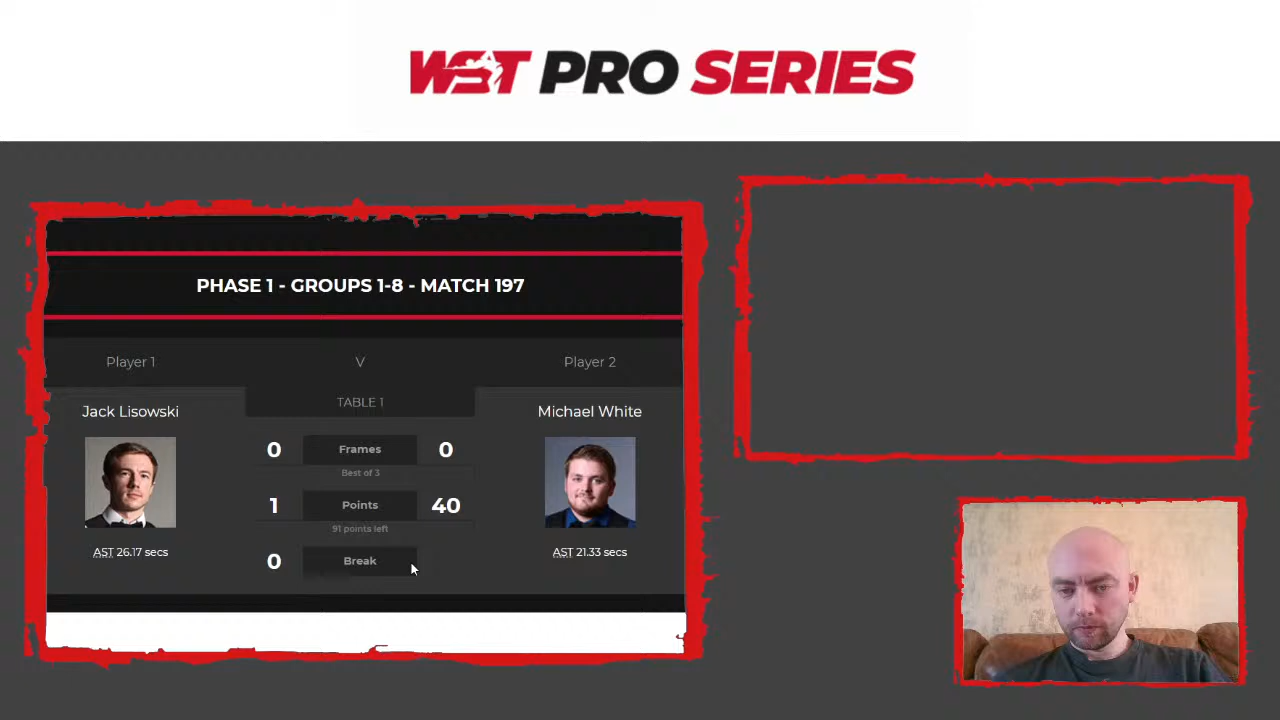 WST PRO SERIES
PHASE 1 - GROUPS 1-8 - MATCH 197
Player 1 V Player 2
TABLE 1
Jack Lisowski Michael White
0 Frames 0
Best of 3
1 Points 40
91 points left
AST 26.17 secs AST 21.33 secs
0 Break